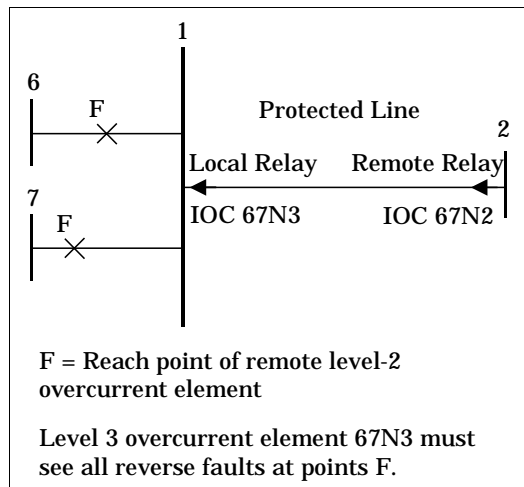 1
6
F
Protected Line
2
Local Relay Remote Relay
7
F
IOC 67N3 IOC 67N2
F = Reach point of remote level-2
overcurrent element
Level 3 overcurrent element 67N3 must
see all reverse faults at points F.